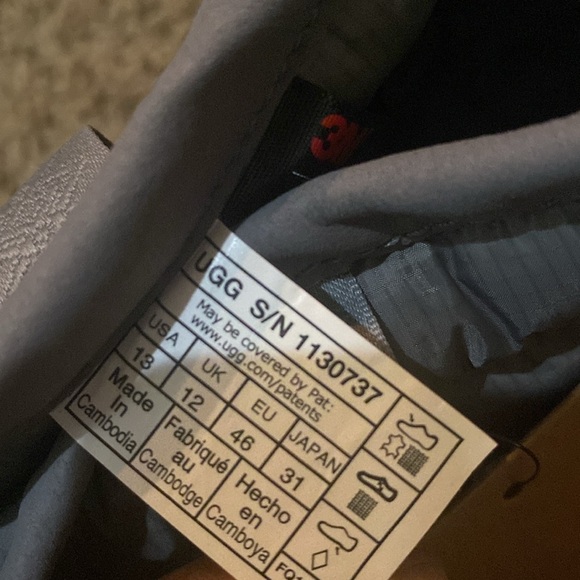 3
UGG S/N 1130737
May be covered by Pat:
www.ugg.com/patents
USA UK EU JAPAN
13 12 46 31
Made In Cambodia
Fabriqué au Cambodge
Hecho en Camboya